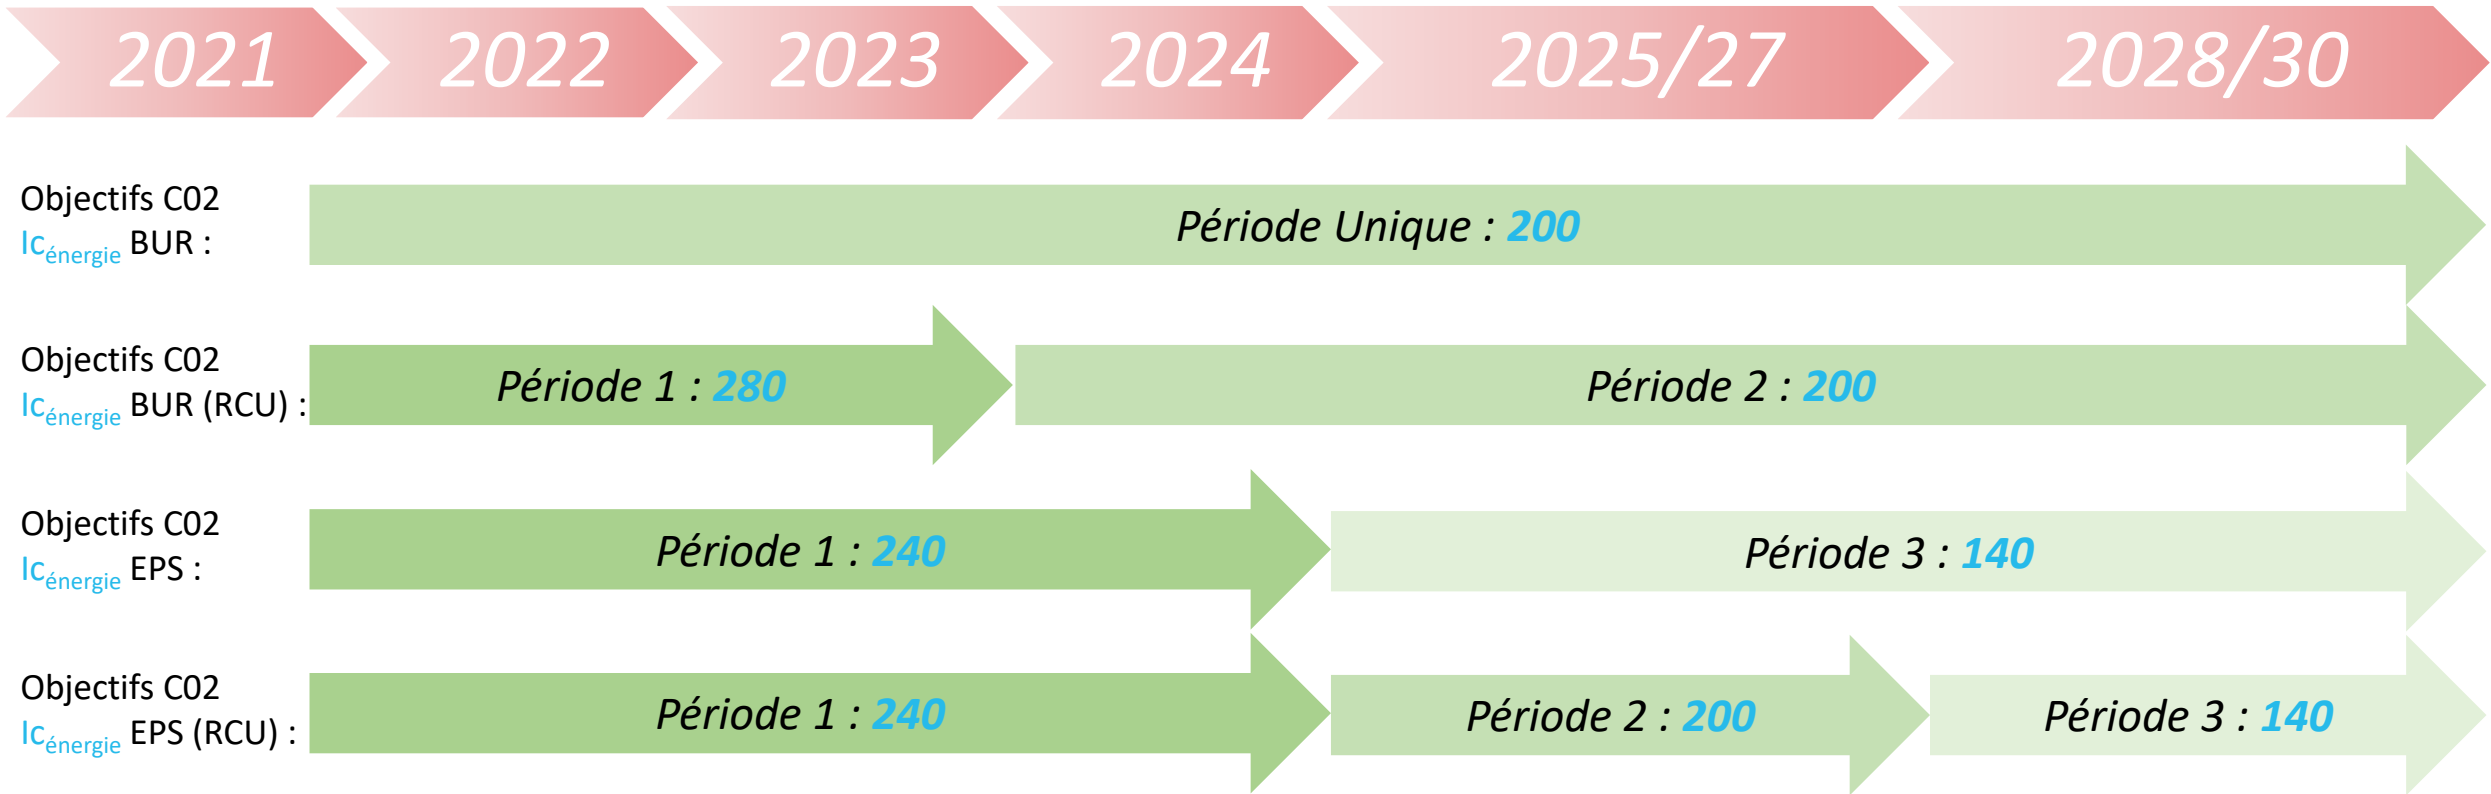 2021 2022 2023 2024 2025/27 2028/30
Objectifs C02
Icénergie BUR :
Période Unique : 200
Objectifs C02
Icénergie BUR (RCU) :
Période 1 : 280 Période 2 : 200
Objectifs C02
Icénergie EPS :
Période 1 : 240 Période 3 : 140
Objectifs C02
Icénergie EPS (RCU) :
Période 1 : 240 Période 2 : 200 Période 3 : 140